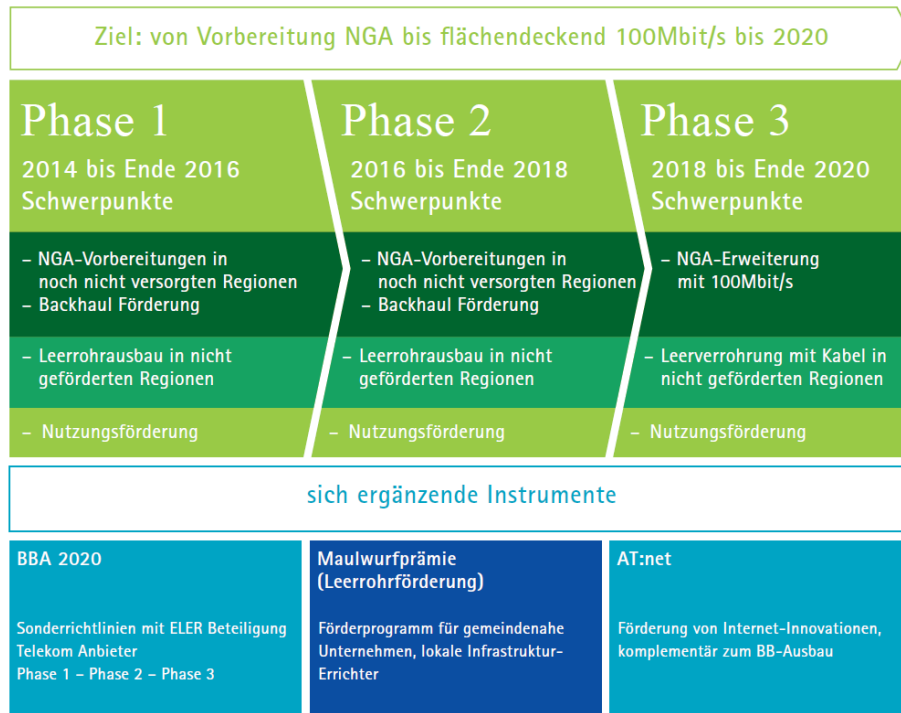 Ziel: von Vorbereitung NGA bis flächendeckend 100Mbit/s bis 2020
Phase 1
2014 bis Ende 2016
Schwerpunkte
– NGA-Vorbereitungen in
noch nicht versorgten Regionen
– Backhaul Förderung
– Leerrohrausbau in nicht
geförderten Regionen
– Nutzungsförderung
Phase 2
2016 bis Ende 2018
Schwerpunkte
– NGA-Vorbereitungen in
noch nicht versorgten Regionen
– Backhaul Förderung
– Leerrohrausbau in nicht
geförderten Regionen
– Nutzungsförderung
Phase 3
2018 bis Ende 2020
Schwerpunkte
– NGA-Erweiterung
mit 100Mbit/s
– Leerverrohrung mit Kabel in
nicht geförderten Regionen
– Nutzungsförderung
sich ergänzende Instrumente
BBA 2020
Sonderrichtlinien mit ELER Beteiligung
Telekom Anbieter
Phase 1 – Phase 2 – Phase 3
Maulwurfprämie
(Leerrohrförderung)
Förderprogramm für gemeindenahe
Unternehmen, lokale Infrastruktur-
Errichter
AT:net
Förderung von Internet-Innovationen,
komplementär zum BB-Ausbau